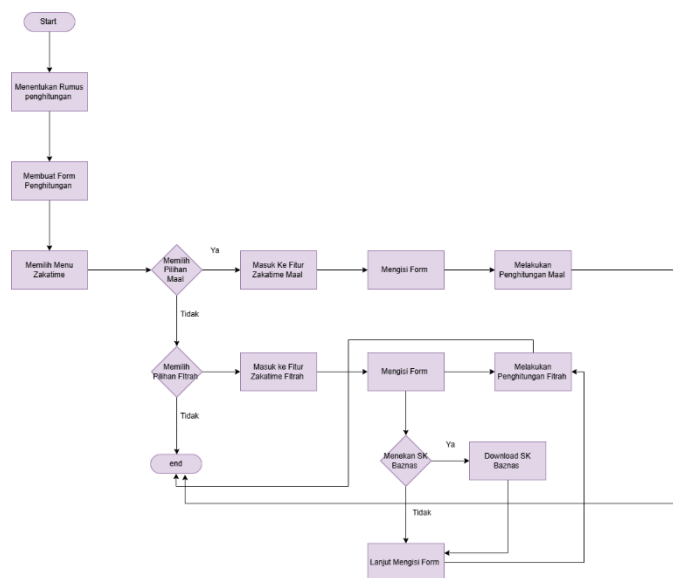 Start
Menentukan Rumus
penghitungan
Membuat Form
Penghitungan
Memilih Menu
Zakatime
Memilih
Pilihan
Maal
Ya
Masuk Ke Fitur
Zakatime Maal
Mengisi Form
Melakukan
Penghitungan Maal
Tidak
Memilih
Pilihan Fitrah
Masuk ke Fitur
Zakatime Fitrah
Mengisi Form
Melakukan
Penghitungan Fitrah
Tidak
end
Menekan SK
Baznas
Ya
Download SK
Baznas
Tidak
Lanjut Mengisi Form